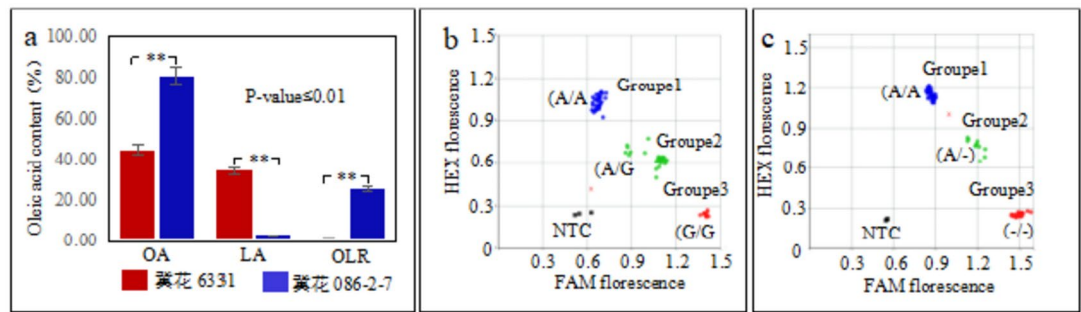 a
100.00
80.00
60.00
40.00
20.00
0.00
Oleic acid content (%)
**
**
**
P-value≤0.01
OA LA OLR
冀花 6331 冀花 086-2-7
b
1.5
1.2
0.9
0.6
0.3
0
HEX florescence
Groupe1
(A/A
Groupe2
(A/G
Groupe3
NTC
(G/G
0.3 0.6 0.9 1.2 1.5
FAM florescence
c
1.5
1.2
0.9
0.6
0.3
0
HEX florescence
Groupe1
(A/A
Groupe2
(A/-)
Groupe3
NTC
(-/-)
0.3 0.6 0.9 1.2 1.5
FAM florescence